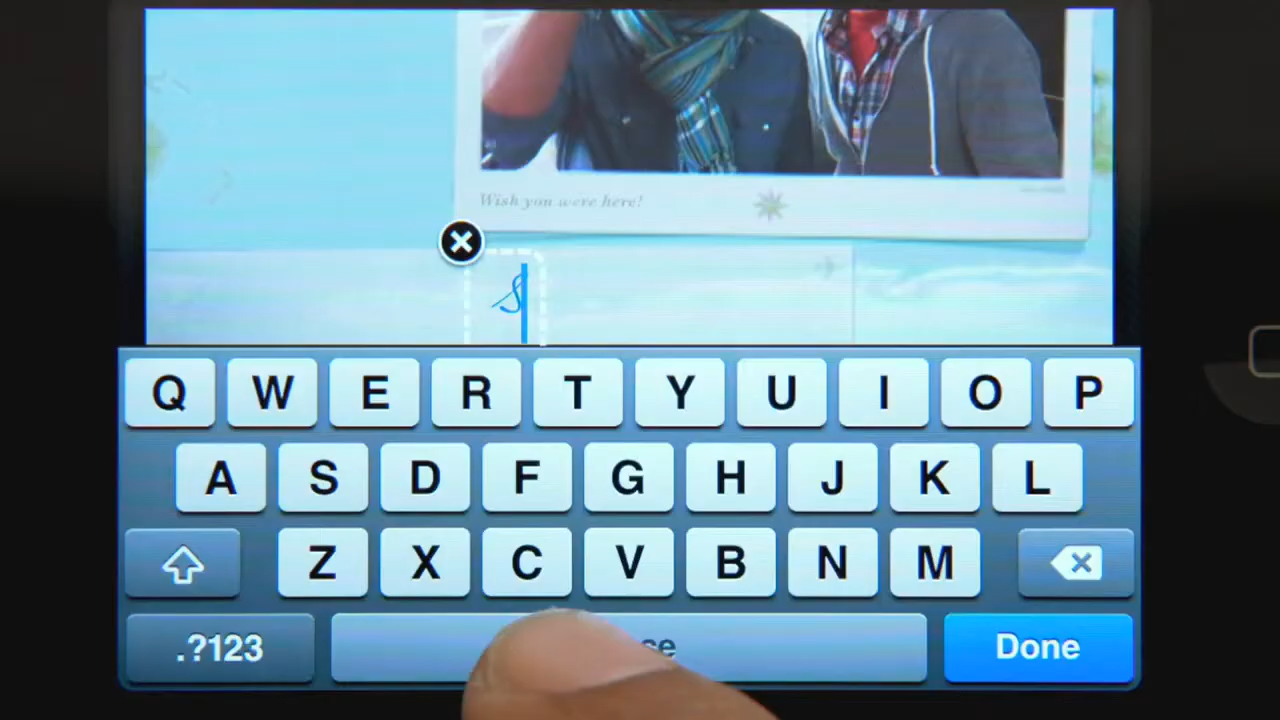 Wish you were here!
S
Q W E R T Y U I O P
A S D F G H J K L
Z X C V B N M
.?123 Done